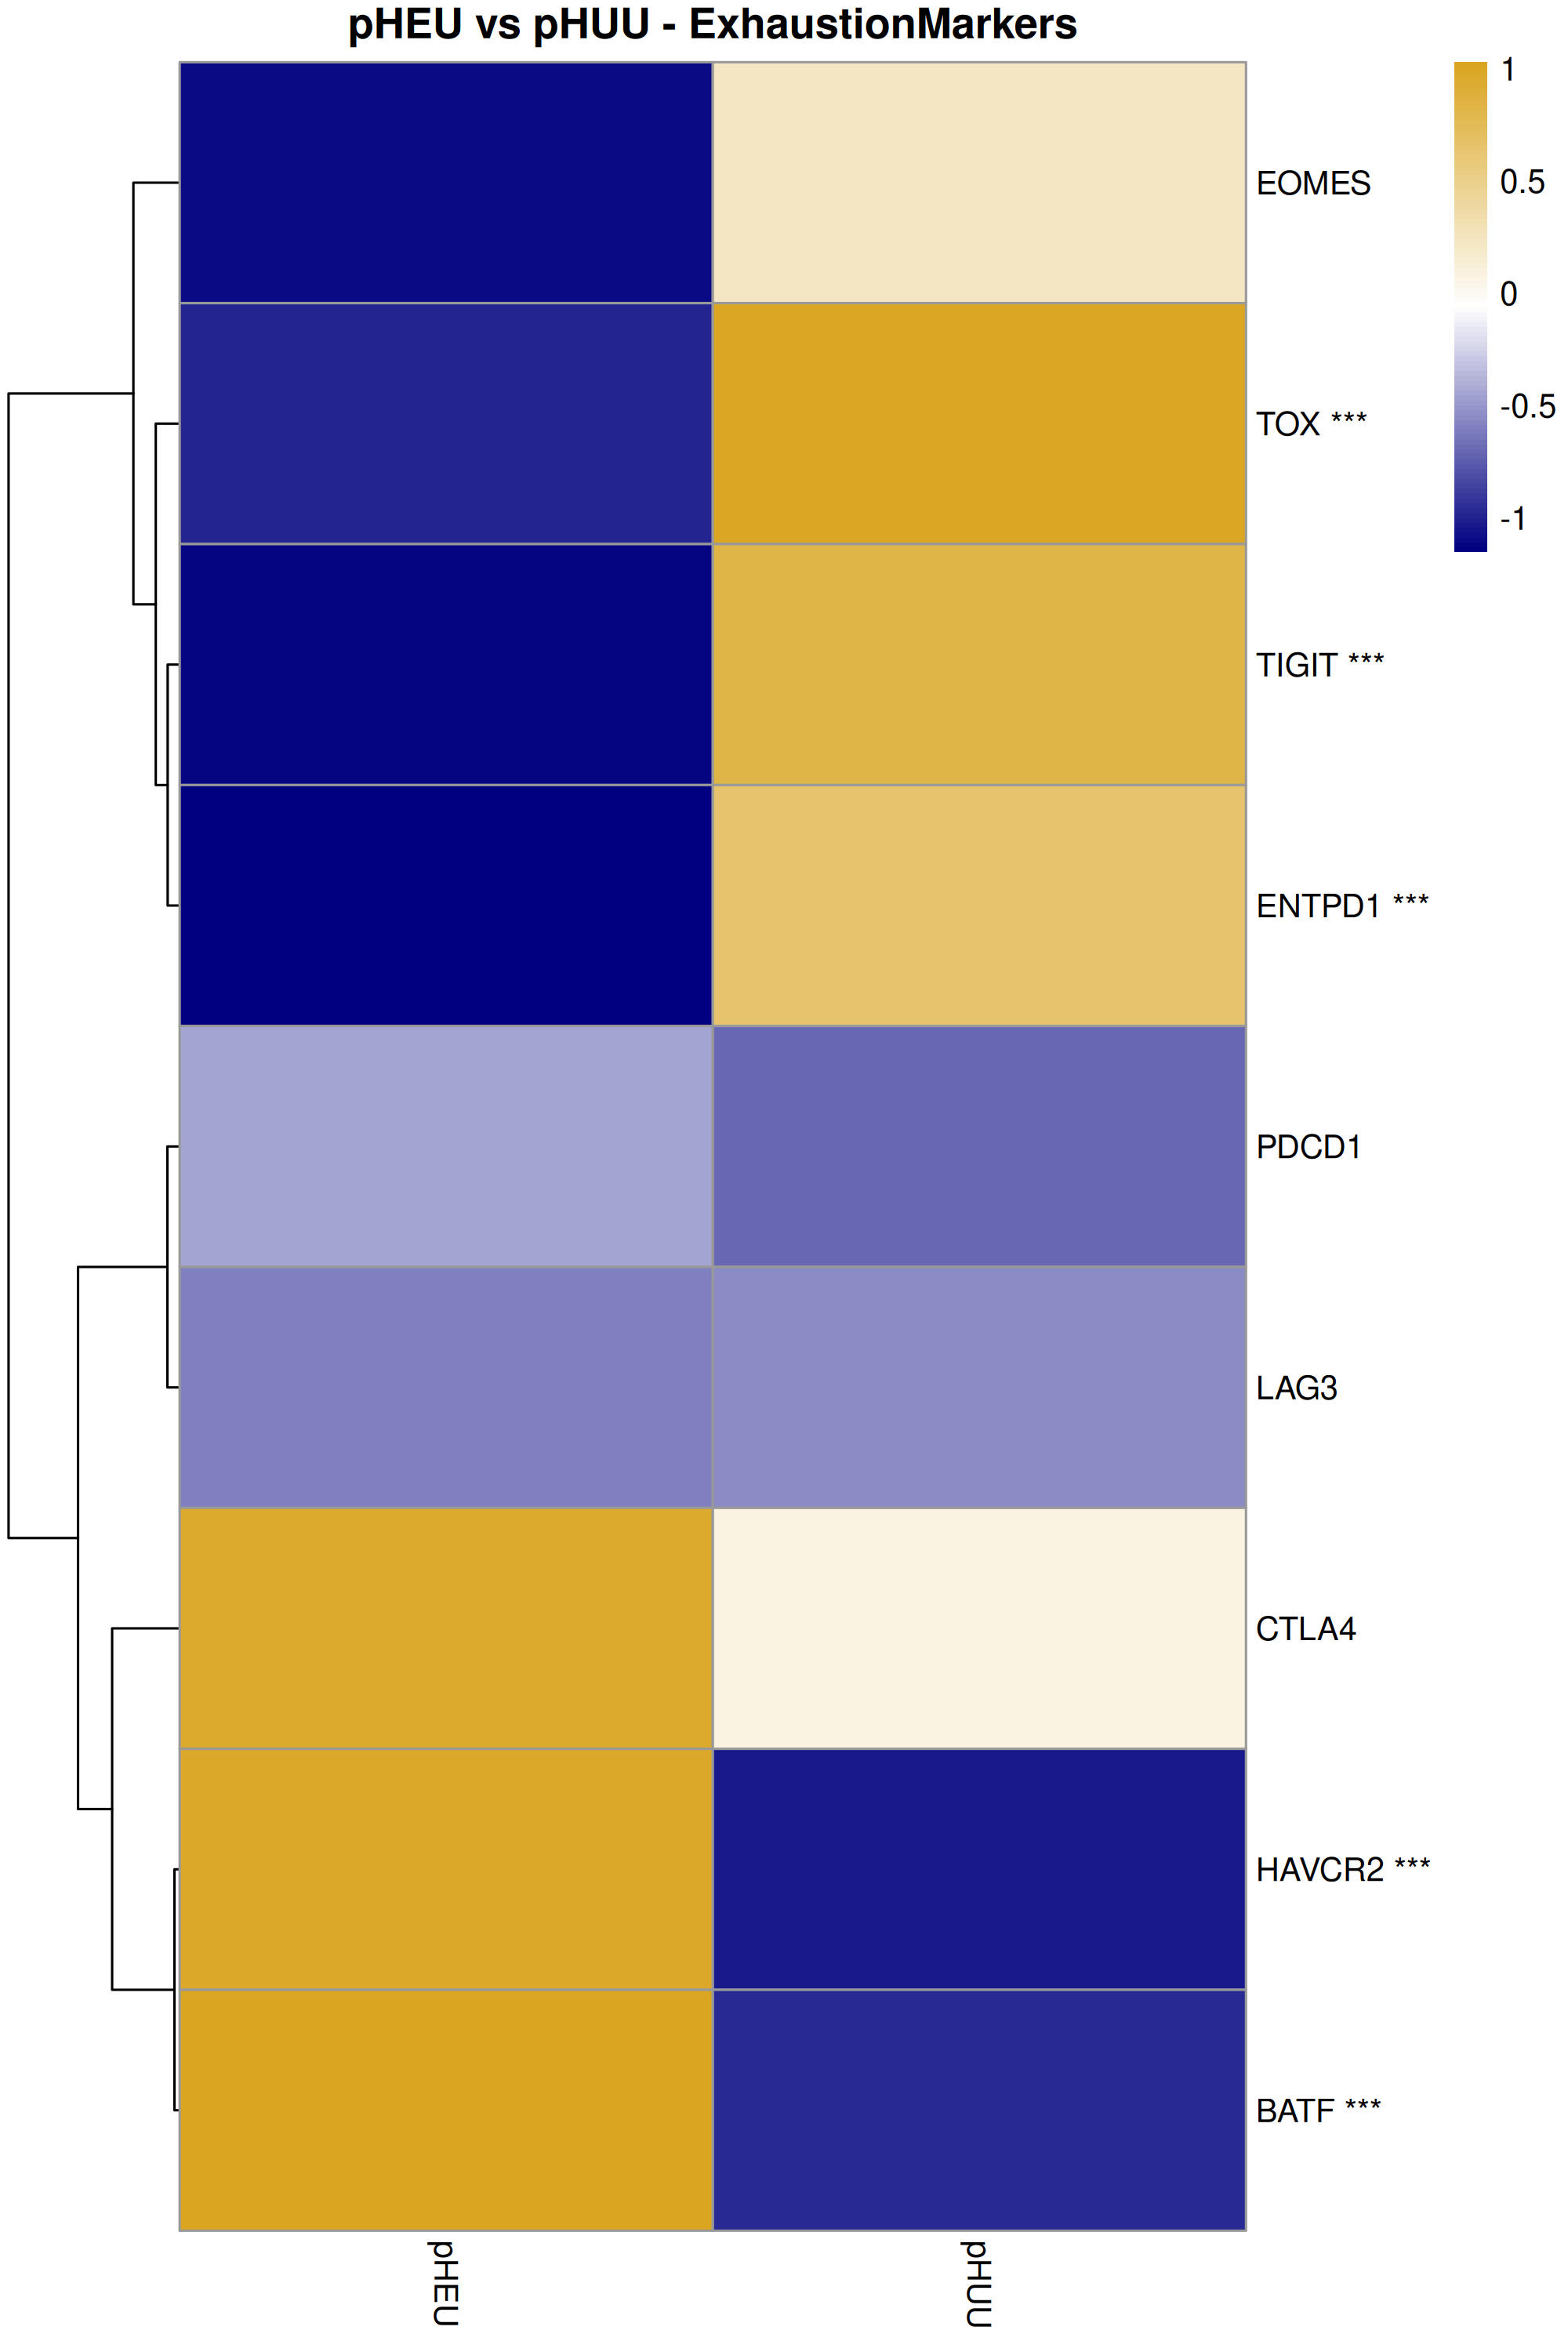 pHEU vs pHUU - ExhaustionMarkers
1
0.5
0
-0.5
-1
EOMES
TOX ***
TIGIT ***
ENTPD1 ***
PDCD1
LAG3
CTLA4
HAVCR2 ***
BATF ***
pHEU
pHUU